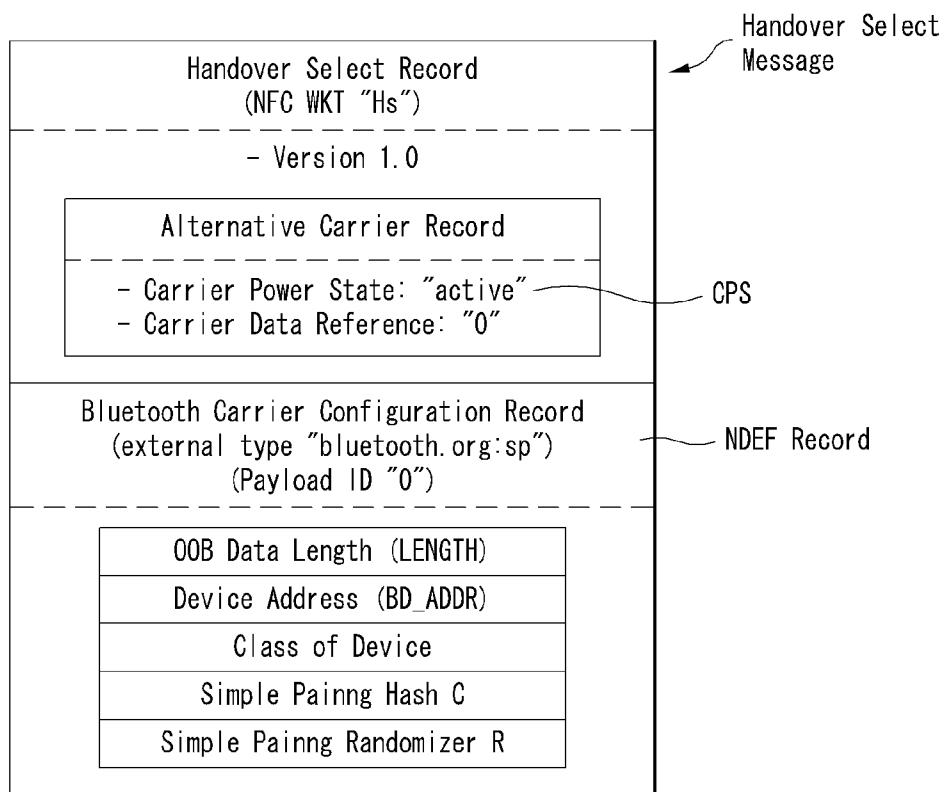 Handover Select
Message
Handover Select Record
(NFC WKT "Hs")
- Version 1.0
Alternative Carrier Record
- Carrier Power State: "active"
CPS
- Carrier Data Reference: "0"
Bluetooth Carrier Configuration Record
(external type "bluetooth.org:sp")
NDEF Record
(Payload ID "0")
OOB Data Length (LENGTH)
Device Address (BD_ADDR)
Class of Device
Simple Painng Hash C
Simple Painng Randomizer R